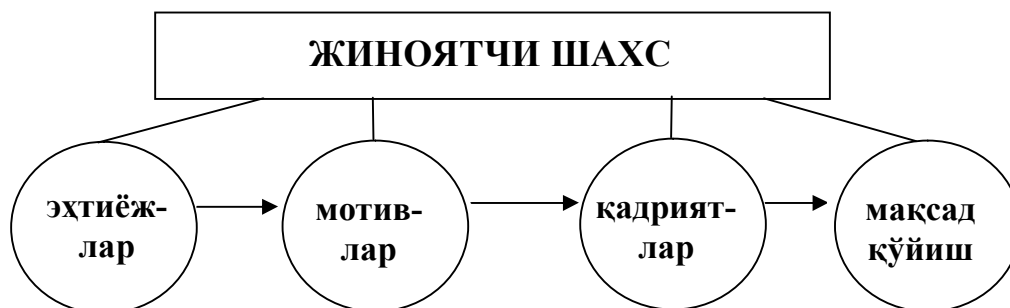 ЖИНОЯТЧИ ШАХС
эҳтиёж-
лар
мотив-
лар
қадрият-
лар
мақсад
қўйиш